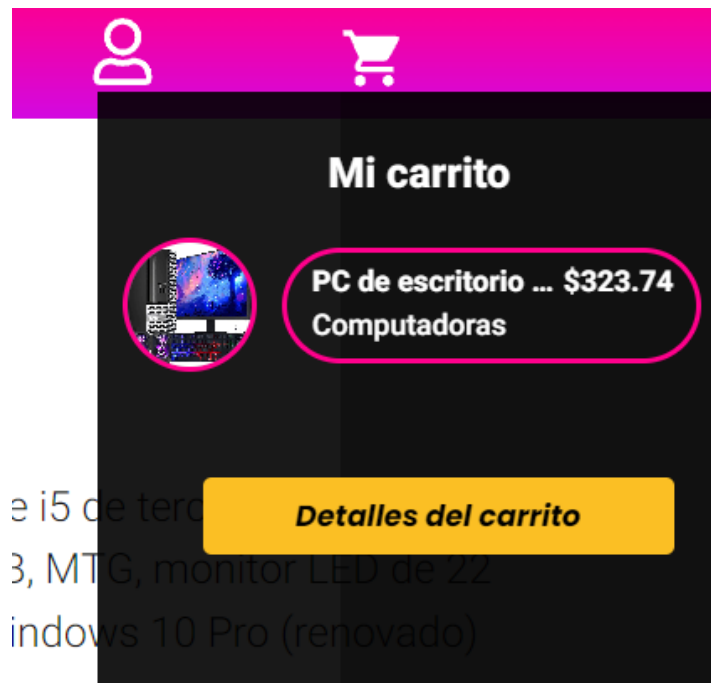 Mi carrito
PC de escritorio ... $323.74
Computadoras
Detalles del carrito
e i5 de terc
3, MTG, monitor LED de 22
indows 10 Pro (renovado)